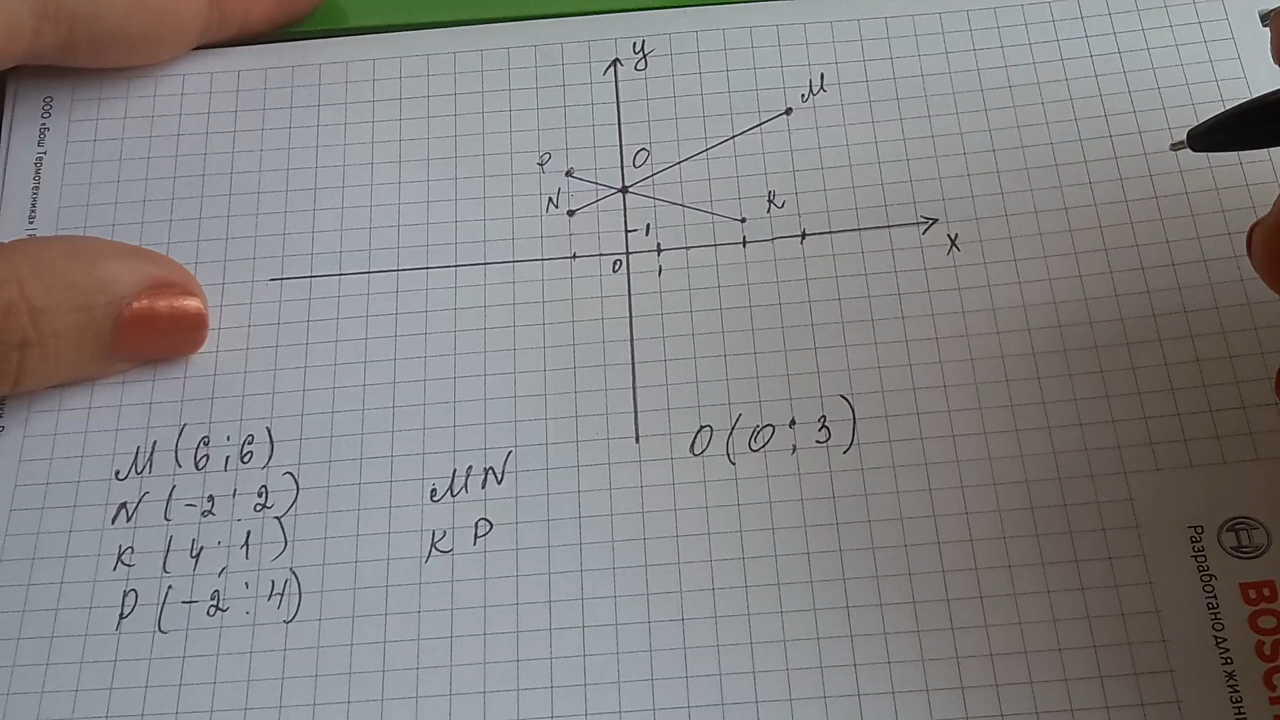 ООО «Бош Термотехника»
y
M
P
O
N
K
1
x
0
1
M (6;6)
N (-2;2)
K (4;1)
P (-2;4)
MN
KP
O(0;3)
Разработано для жизни